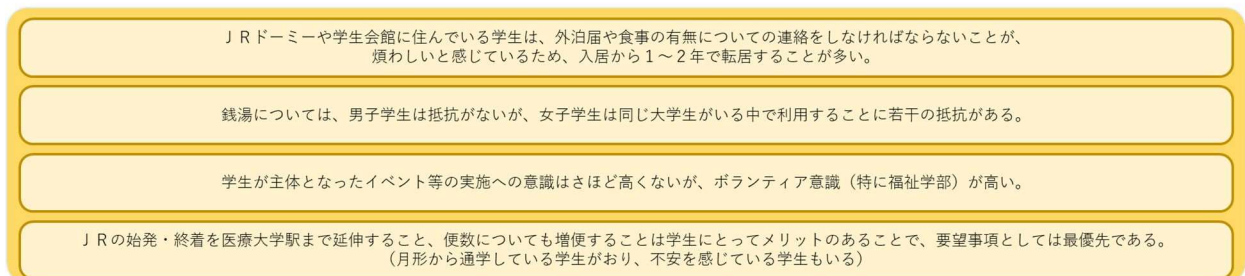 ＪＲドーミーや学生会館に住んでいる学生は、外泊届や食事の有無についての連絡をしなければならないことが、
煩わしいと感じているため、入居から１～２年で転居することが多い。
銭湯については、男子学生は抵抗がないが、女子学生は同じ大学生がいる中で利用することに若干の抵抗がある。
学生が主体となったイベント等の実施への意識はさほど高くないが、ボランティア意識（特に福祉学部）が高い。
ＪＲの始発・終着を医療大学駅まで延伸すること、便数についても増便することは学生にとってメリットのあることで、要望事項としては最優先である。
（月形から通学している学生がおり、不安を感じている学生もいる）